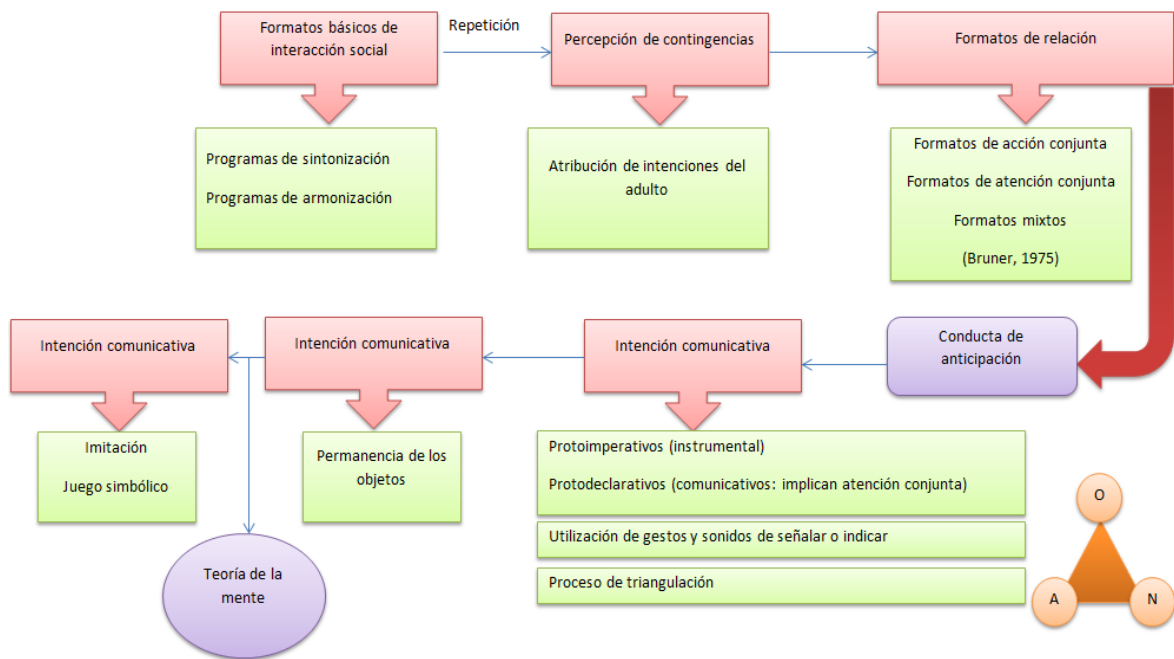 Formatos básicos de
interacción social
Repetición
Percepción de contingencias
Formatos de relación
Programas de sintonización
Programas de armonización
Atribución de intenciones del
adulto
Formatos de acción conjunta
Formatos de atención conjunta
Formatos mixtos
(Bruner, 1975)
Intención comunicativa
Intención comunicativa
Intención comunicativa
Conducta de
anticipación
Imitación
Juego simbólico
Permanencia de los
objetos
Protoimperativos (instrumental)
Protodeclarativos (comunicativos: implican atención conjunta)
Utilización de gestos y sonidos de señalar o indicar
Proceso de triangulación
Teoría de la
mente
O
A
N